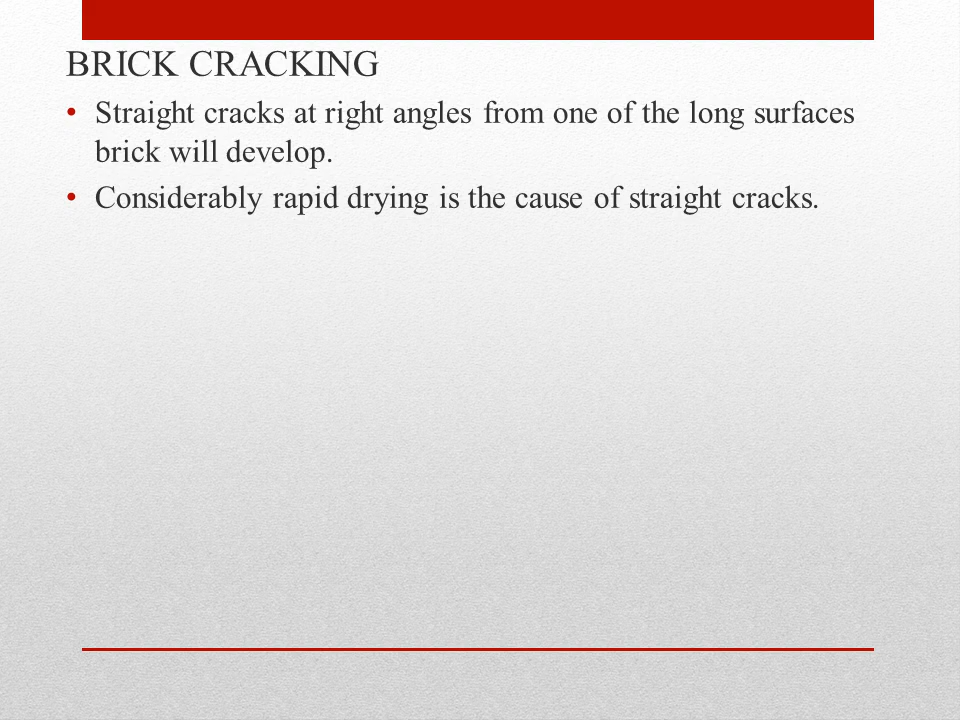 BRICK CRACKING
• Straight cracks at right angles from one of the long surfaces
brick will develop.
• Considerably rapid drying is the cause of straight cracks.